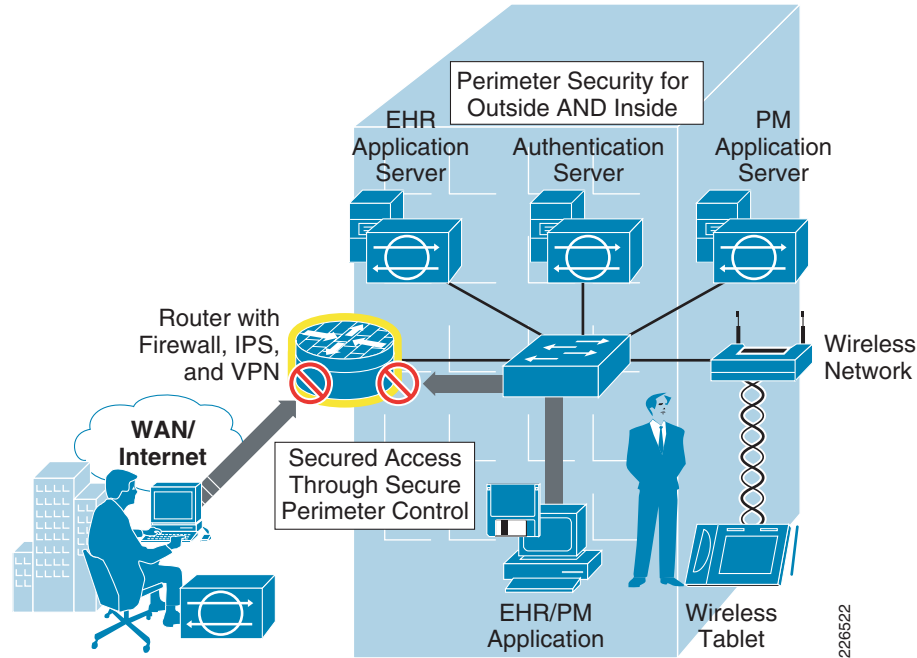 Perimeter Security for
Outside AND Inside
EHR
Application
Server
Authentication
Server
PM
Application
Server
Router with
Firewall, IPS,
and VPN
Wireless
Network
WAN/
Internet
Secured Access
Through Secure
Perimeter Control
EHR/PM
Application
Wireless
Tablet
226522